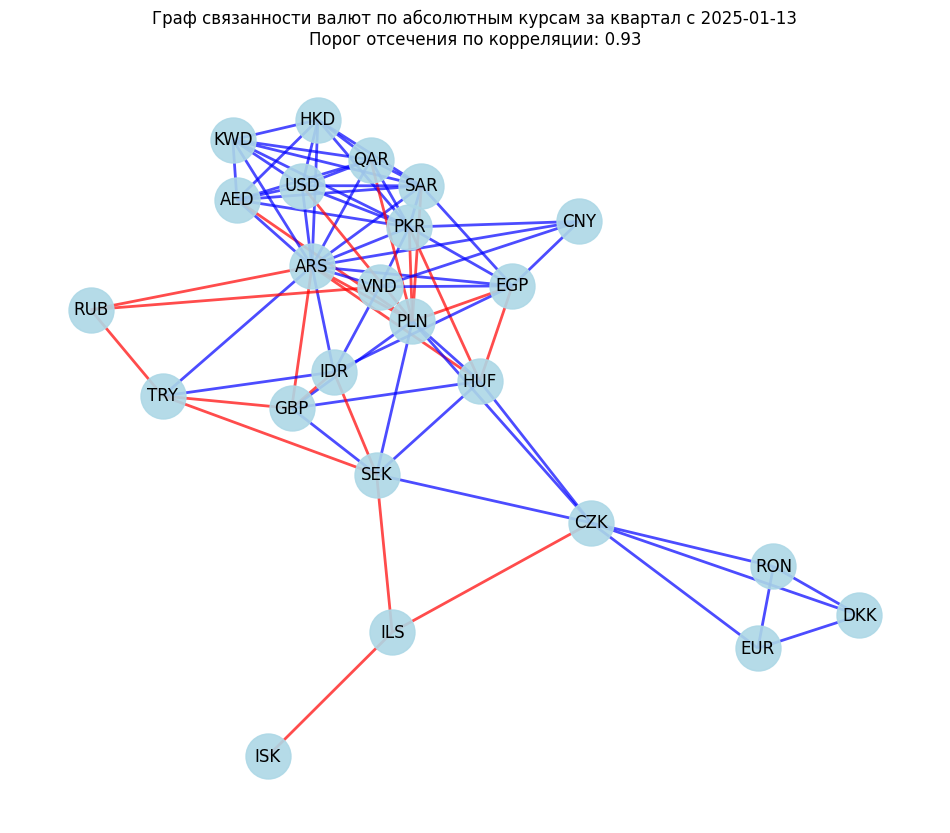 Граф связанности валют по абсолютным курсам за квартал с 2025-01-13
Порог отсечения по корреляции: 0.93
HKD
KWD
QAR
USD
SAR
AED
CNY
PKR
ARS
VND
EGP
RUB
PLN
IDR
HUF
TRY
GBP
SEK
CZK
RON
DKK
ILS
EUR
ISK